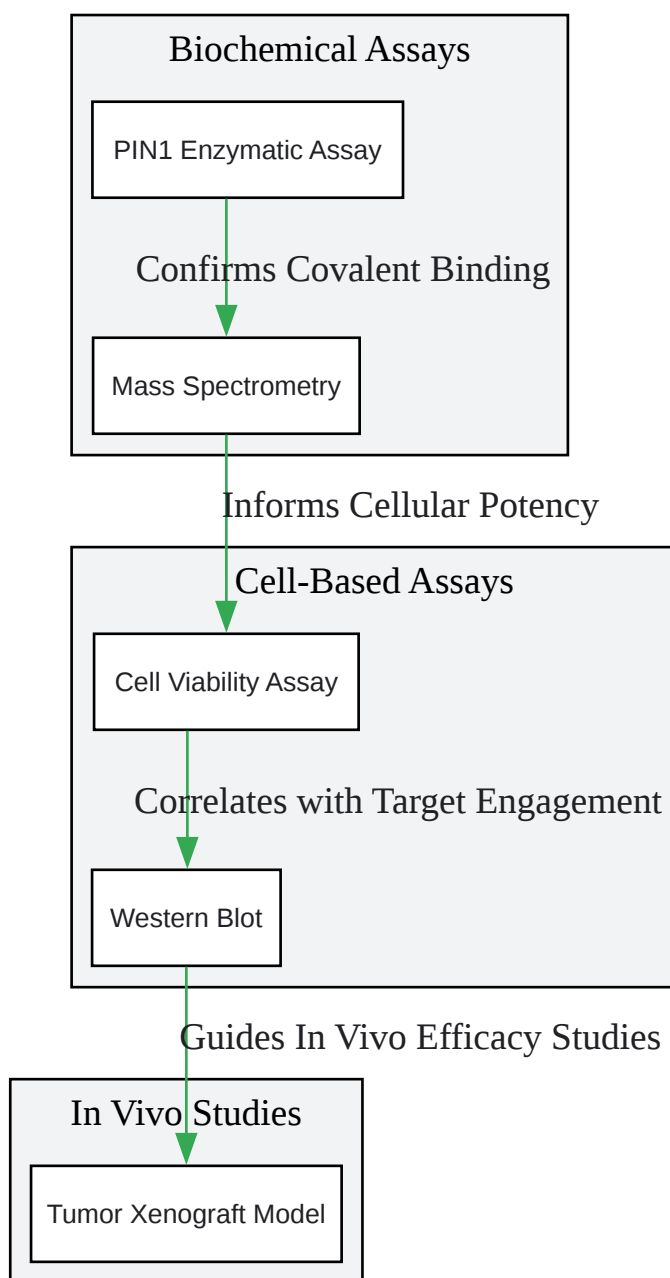 Biochemical Assays
PIN1 Enzymatic Assay
Confirms Covalent Binding
Mass Spectrometry
Informs Cellular Potency
Cell-Based Assays
Cell Viability Assay
Correlates with Target Engagement
Western Blot
Guides In Vivo Efficacy Studies
In Vivo Studies
Tumor Xenograft Model